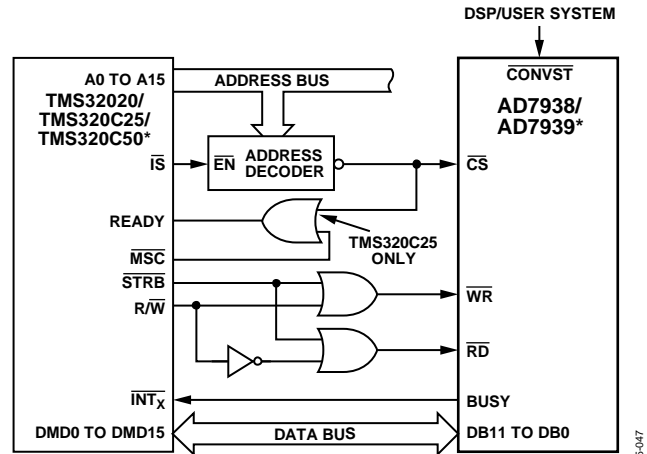 DSP/USER SYSTEM
A0 TO A15
ADDRESS BUS
CONVST
TMS32020/
TMS320C25/
TMS320C50*
AD7938/
AD7939*
IS
EN
ADDRESS
DECODER
CS
READY
TMS320C25
ONLY
MSC
STRB
R/W
WR
RD
INTX
BUSY
DMD0 TO DMD15
DATA BUS
DB11 TO DB0